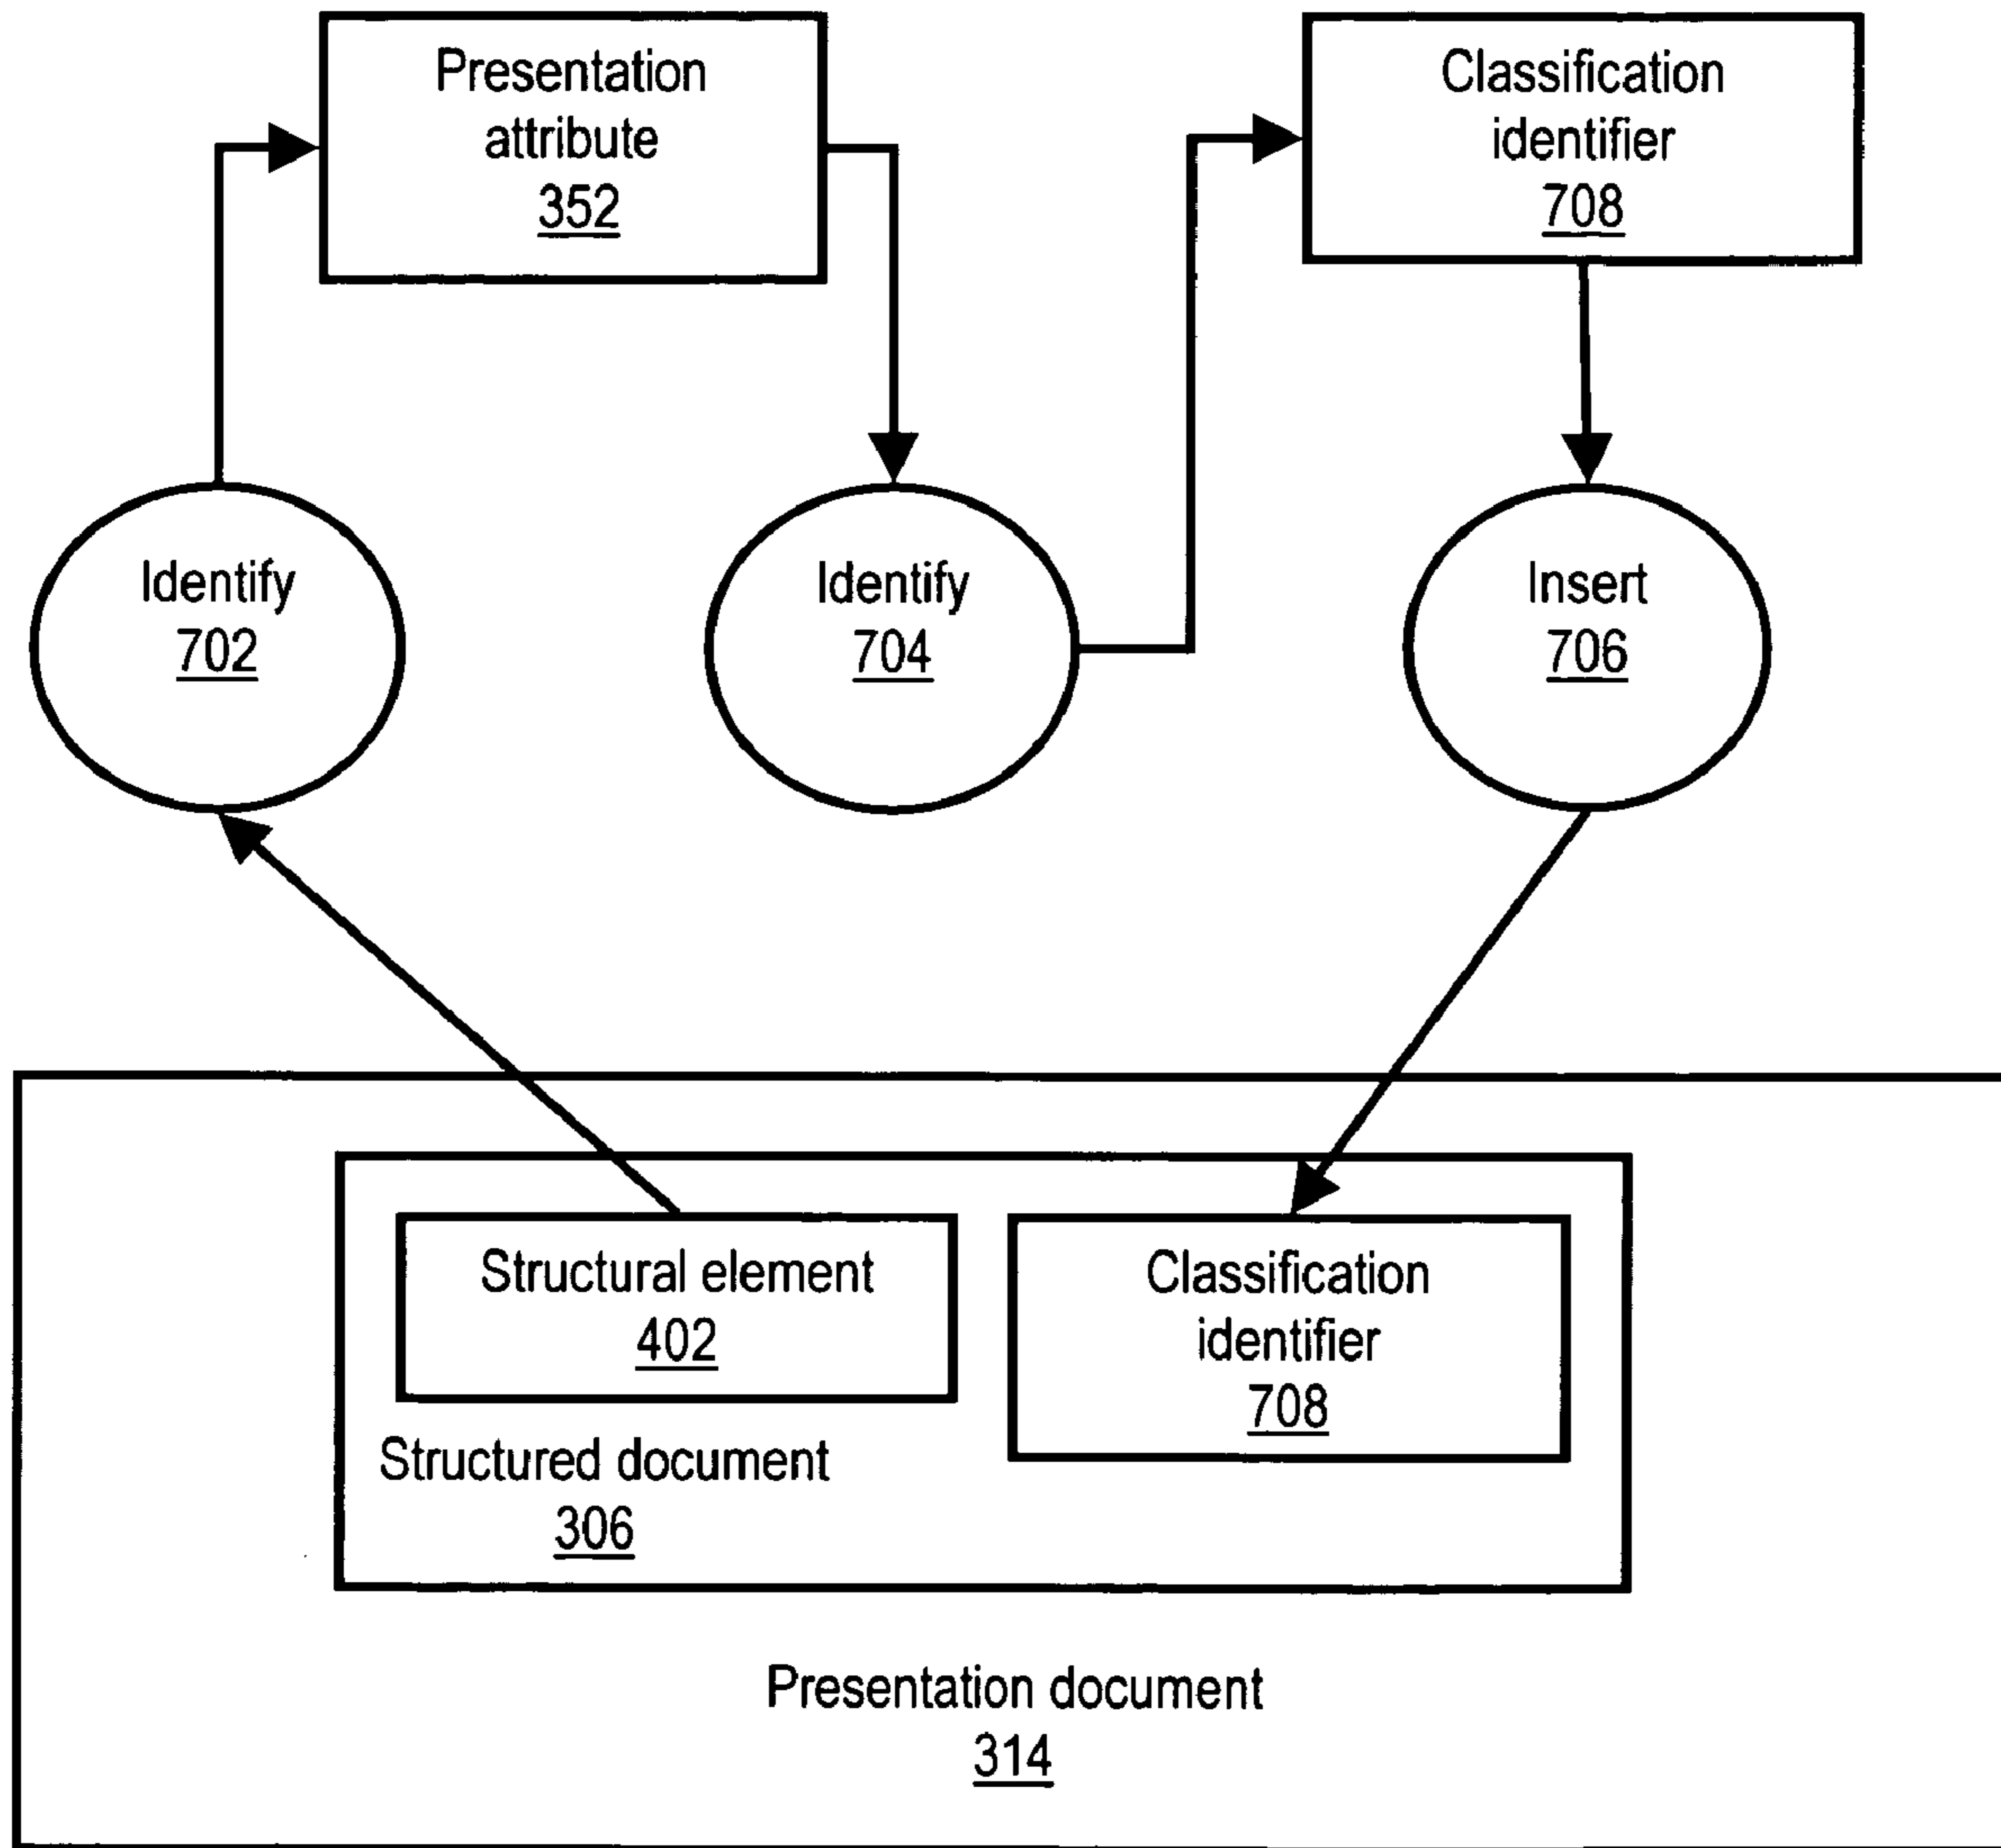 Presentation
attribute
352
Classification
identifier
708
Identify
702
Identify
704
Insert
706
Structural element
402
Classification
identifier
708
Structured document
306
Presentation document
314